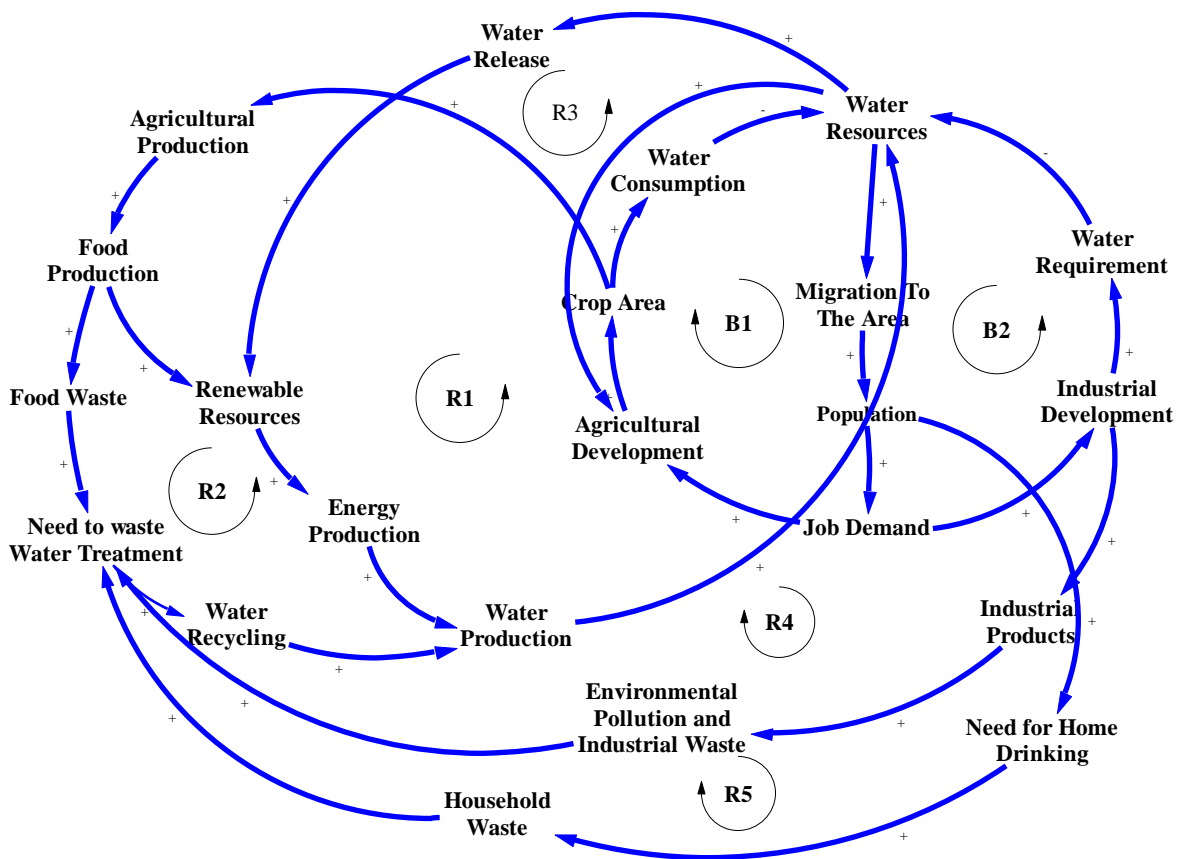 Water
Release
+
R3
+
+
Water
Resources
-
Agricultural
Production
Water
Consumption
-
+
+
+
+
Food
Production
Water
Requirement
Crop Area
Migration To
The Area
B1
B2
+
+
+
+
Food Waste
Renewable
Resources
R1
+
Agricultural
Development
Population
Industrial
Development
+
R2
+
+
Need to waste
Water Treatment
Energy
Production
+
Job Demand
+
+
+
+
+
Water
Recycling
Water
Production
R4
Industrial
Products
+
+
Environmental
Pollution and
Industrial Waste
+
+
+
Need for Home
Drinking
R5
Household
Waste
+